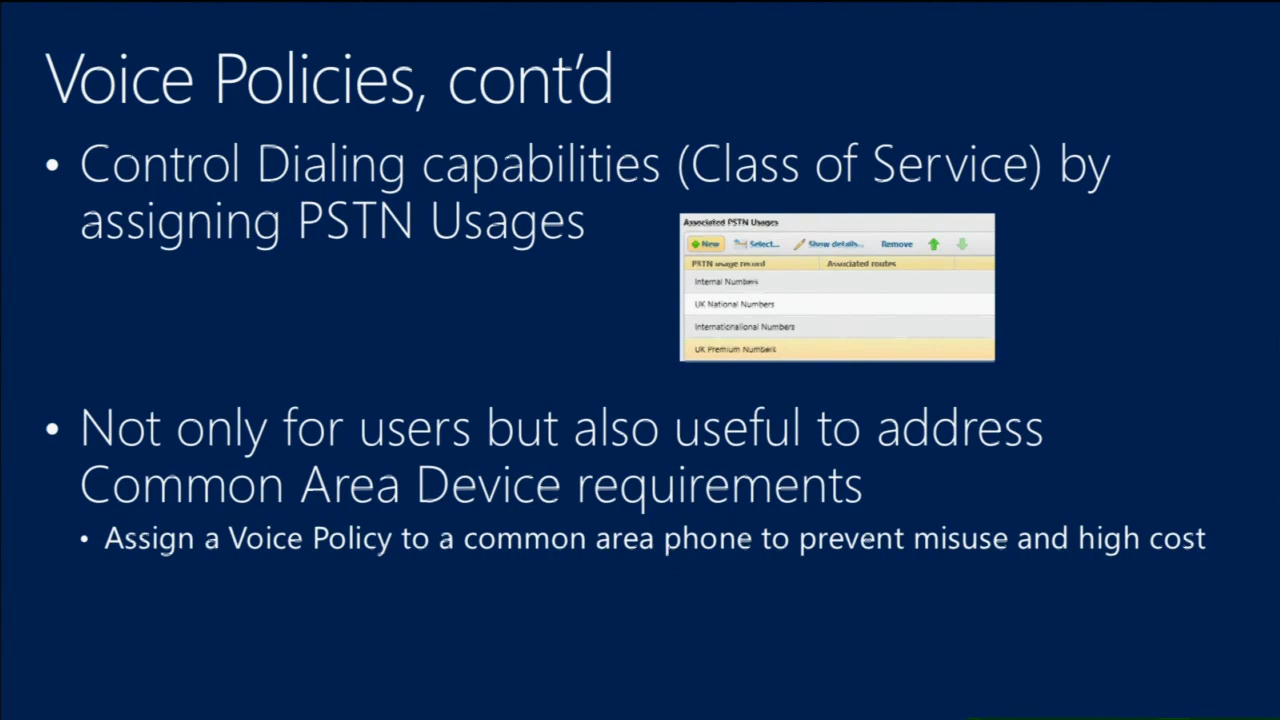 Voice Policies, cont'd
• Control Dialing capabilities (Class of Service) by
assigning PSTN Usages
Associated PSTN Usages
New Select... Show details... Remove
PSTN usage record Associated routes
Internal Numbers
UK National Numbers
Internationalional Numbers
UK Premium Numbers
• Not only for users but also useful to address
Common Area Device requirements
• Assign a Voice Policy to a common area phone to prevent misuse and high cost